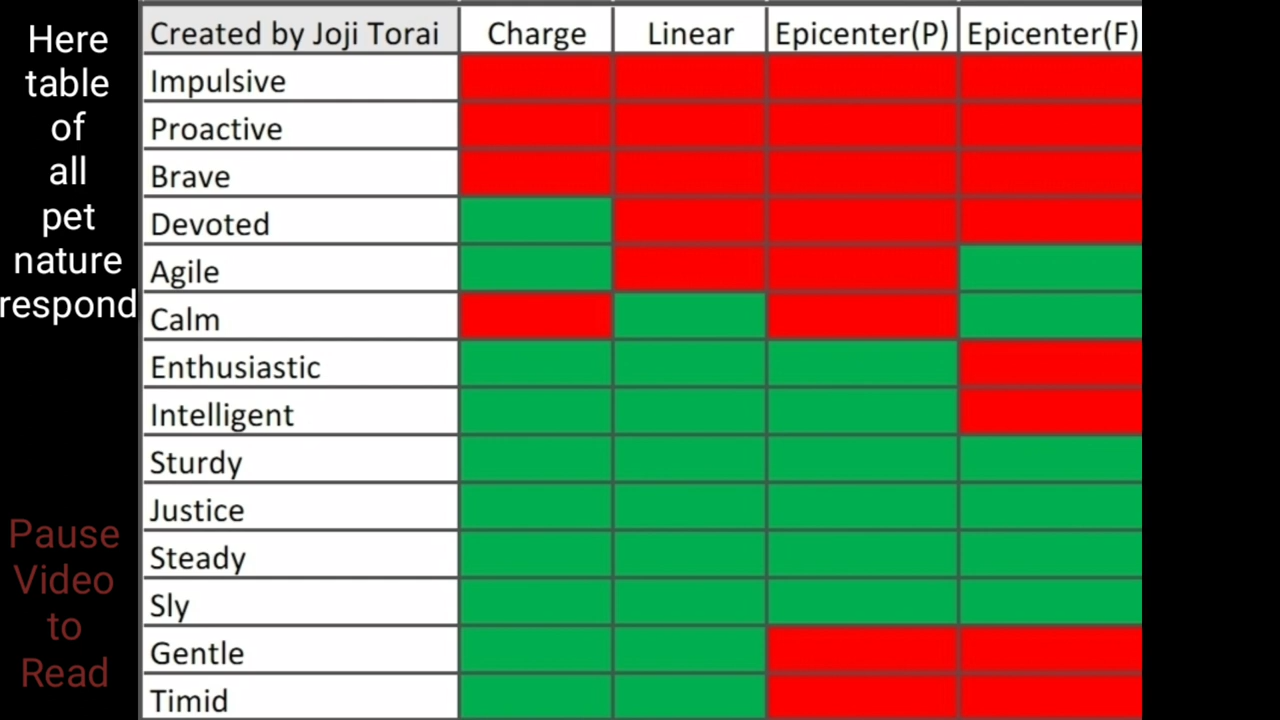 Here
table
of
all
pet
nature
respond
Pause
Video
to
Read
Created by Joji Torai Charge Linear Epicenter(P) Epicenter(F)
Impulsive
Proactive
Brave
Devoted
Agile
Calm
Enthusiastic
Intelligent
Sturdy
Justice
Steady
Sly
Gentle
Timid